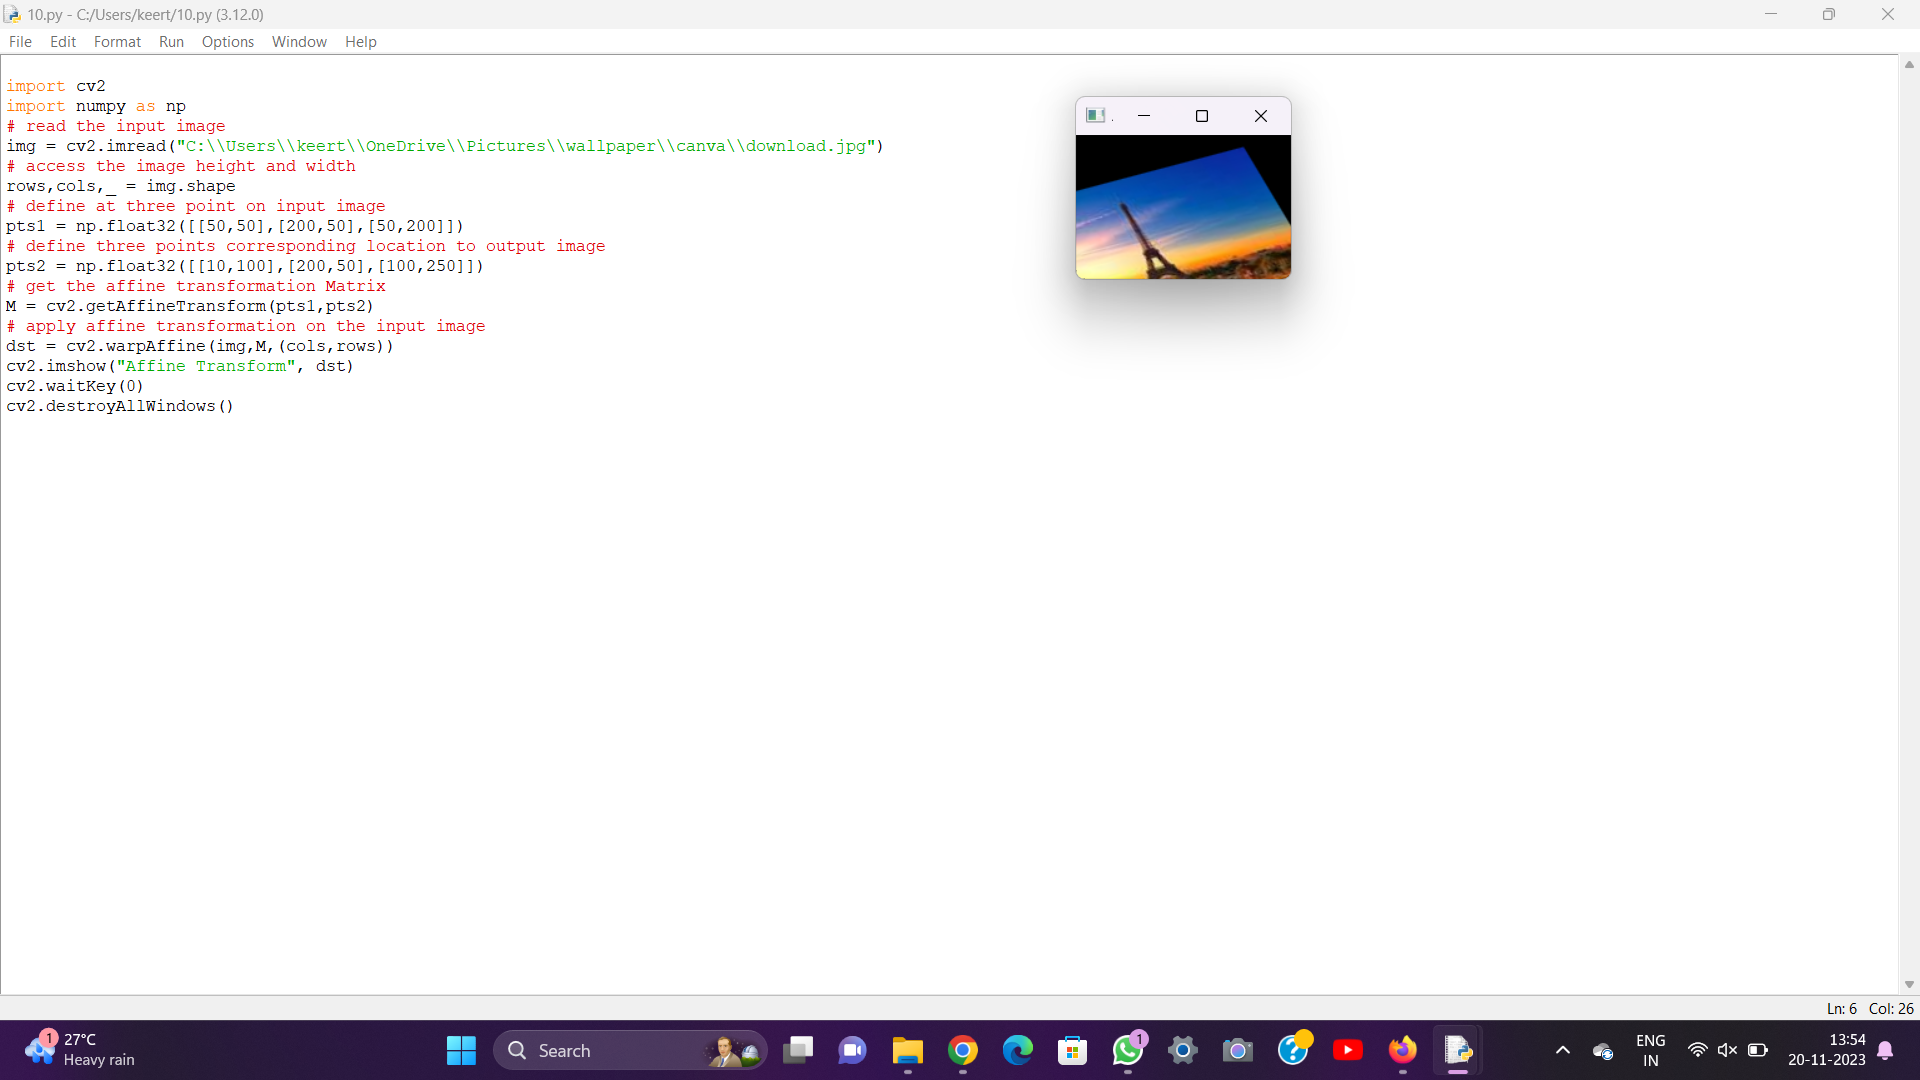 10.py - C:/Users/keert/10.py (3.12.0)
File Edit Format Run Options Window Help
import cv2
import numpy as np
# read the input image
img = cv2.imread("C:\\Users\\keert\\OneDrive\\Pictures\\wallpaper\\canva\\download.jpg")
# access the image height and width
rows,cols,_ = img.shape
# define at three point on input image
pts1 = np.float32([[50,50],[200,50],[50,200]])
# define three points corresponding location to output image
pts2 = np.float32([[10,100],[200,50],[100,250]])
# get the affine transformation Matrix
M = cv2.getAffineTransform(pts1,pts2)
# apply affine transformation on the input image
dst = cv2.warpAffine(img,M,(cols,rows))
cv2.imshow("Affine Transform", dst)
cv2.waitKey(0)
cv2.destroyAllWindows()
Ln: 6 Col: 26
1
27°C
Heavy rain
Search
1
ENG
IN
13:54
20-11-2023